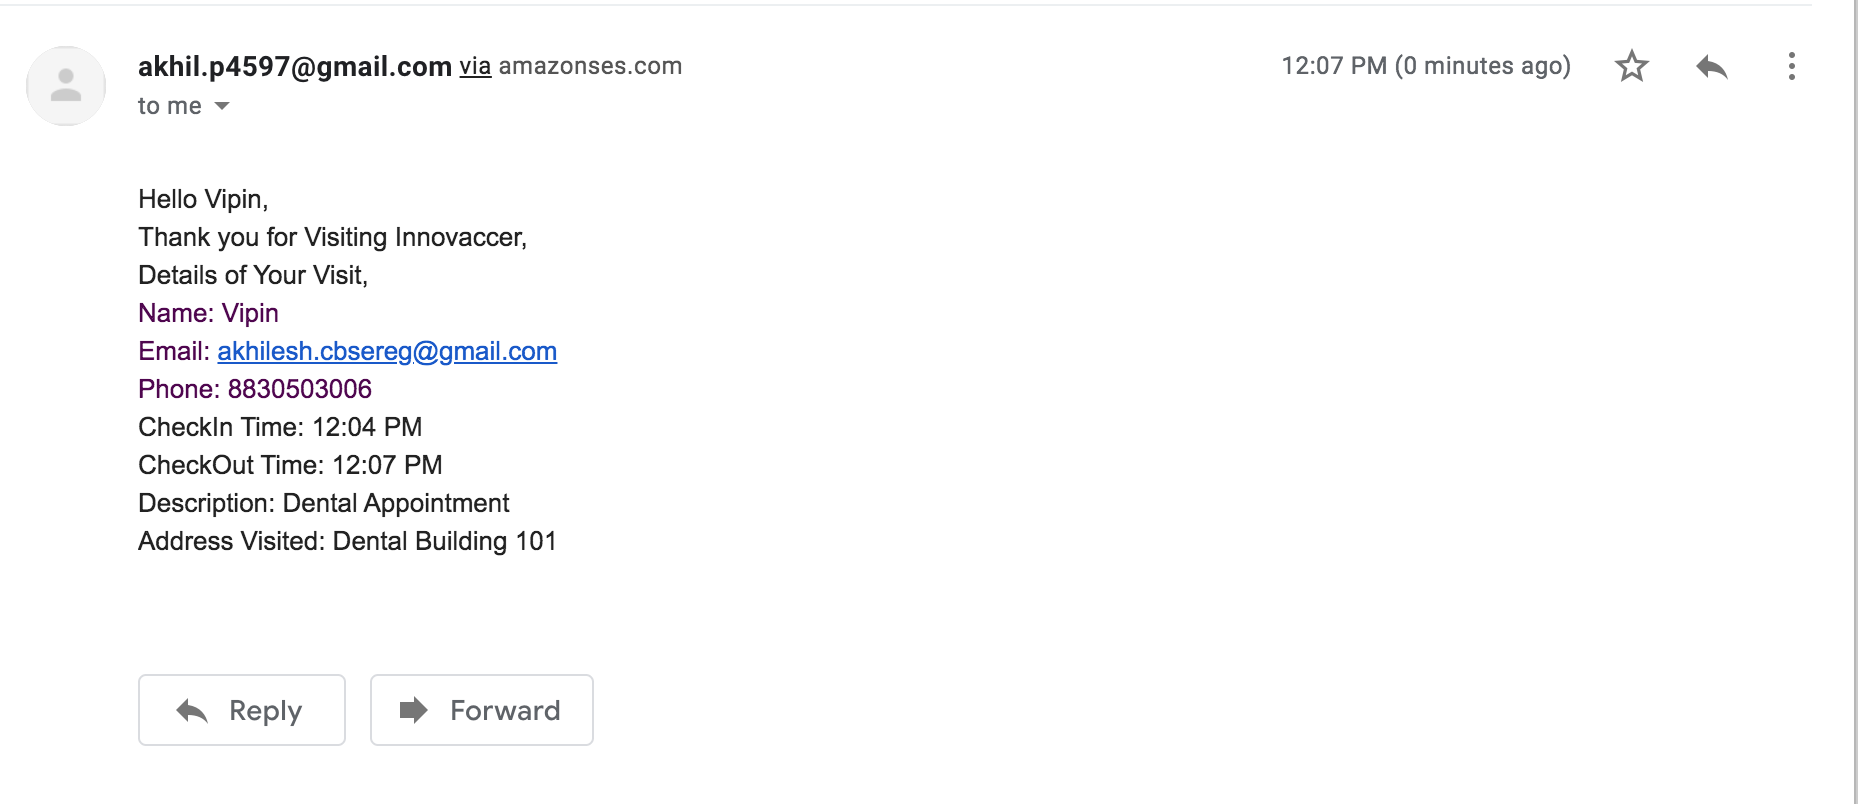 akhil.p4597@gmail.com via amazonses.com
12:07 PM (0 minutes ago)
to me
Hello Vipin,
Thank you for Visiting Innovaccer,
Details of Your Visit,
Name: Vipin
Email: akhilesh.cbsereg@gmail.com
Phone: 8830503006
CheckIn Time: 12:04 PM
CheckOut Time: 12:07 PM
Description: Dental Appointment
Address Visited: Dental Building 101
Reply
Forward